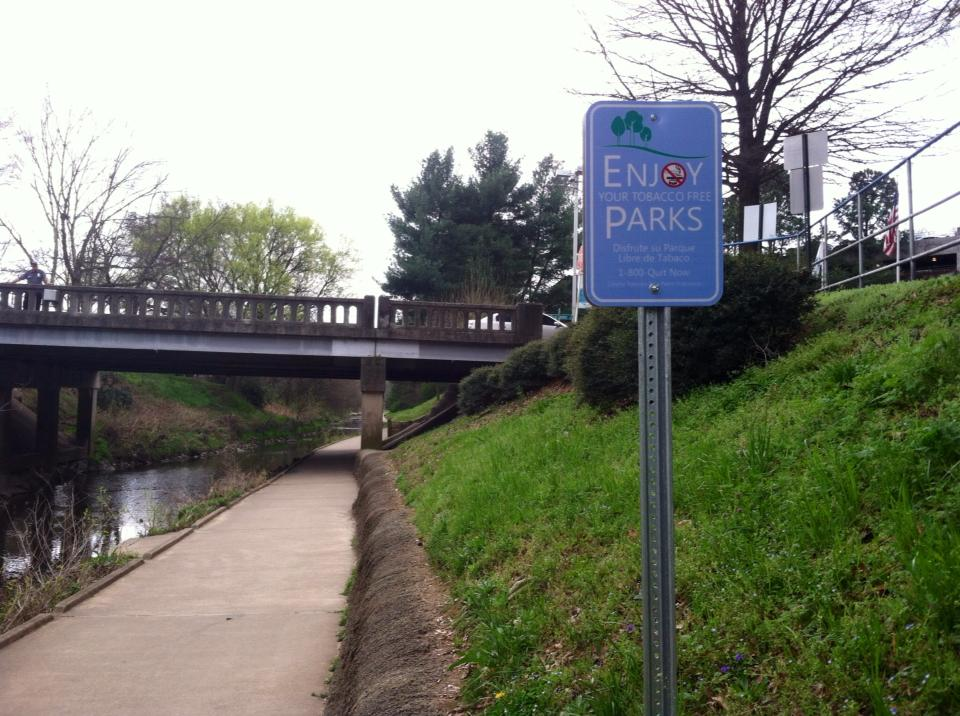 ENJOY
YOUR TOBACCO FREE
PARKS
Disfrute su Parque
Libre de Tabaco
1-800-Quit Now